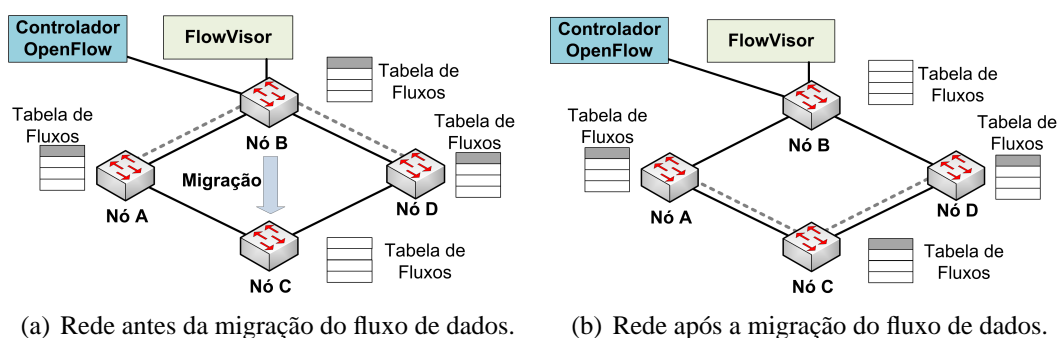 Controlador
OpenFlow
FlowVisor
Tabela de
Fluxos
Tabela de
Fluxos
Tabela de
Fluxos
Nó B
Migração
Nó A
Nó D
Tabela de
Fluxos
Nó C
(a) Rede antes da migração do fluxo de dados.
Controlador
OpenFlow
FlowVisor
Tabela de
Fluxos
Tabela de
Fluxos
Tabela de
Fluxos
Nó B
Nó A
Nó D
Tabela de
Fluxos
Nó C
(b) Rede após a migração do fluxo de dados.